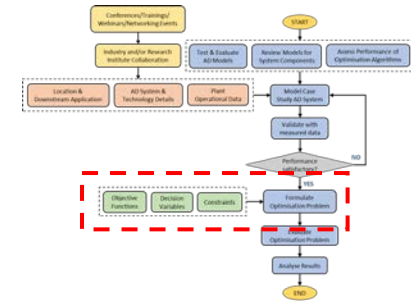 Conferences/Trainings/
Webinars/Networking Events
START
Industry and/or Research
Institute Collaboration
Test & Evaluate
AD Models
Review Models for
System Components
Assess Performance of
Optimisation Algorithms
Location &
Downstream Application
AD System &
Technology Details
Plant
Operational Data
Model Case
Study AD System
Validate with
measured data
Performance
satisfactory?
NO
YES
Objective
Functions
Decision
Variables
Constraints
Formulate
Optimisation Problem
Evaluate
Optimisation Problem
Analyse Results
END